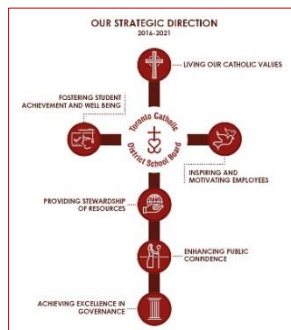 OUR STRATEGIC DIRECTION
2016-2021
LIVING OUR CATHOLIC VALUES
FOSTERING STUDENT
ACHIEVEMENT AND WELL BEING
Toronto Catholic
District School Board
INSPIRING AND
MOTIVATING EMPLOYEES
PROVIDING STEWARDSHIP
OF RESOURCES
ENHANCING PUBLIC
CONFIDENCE
ACHIEVING EXCELLENCE IN
GOVERNANCE